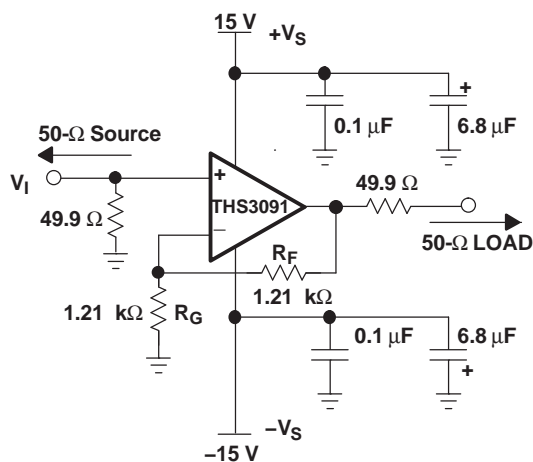 15 V
+VS
+
0.1 μF
6.8 μF
50-Ω Source
VI
+
THS3091
49.9 Ω
49.9 Ω
−
50-Ω LOAD
RF
1.21 kΩ
1.21 kΩ
RG
0.1 μF
6.8 μF
+
−VS
−15 V